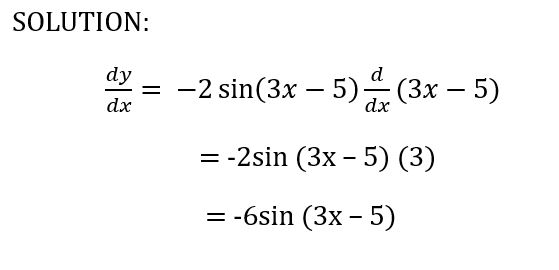 SOLUTION:
dy/dx = −2 sin(3x − 5) d/dx (3x − 5)
= -2sin (3x – 5) (3)
= -6sin (3x – 5)